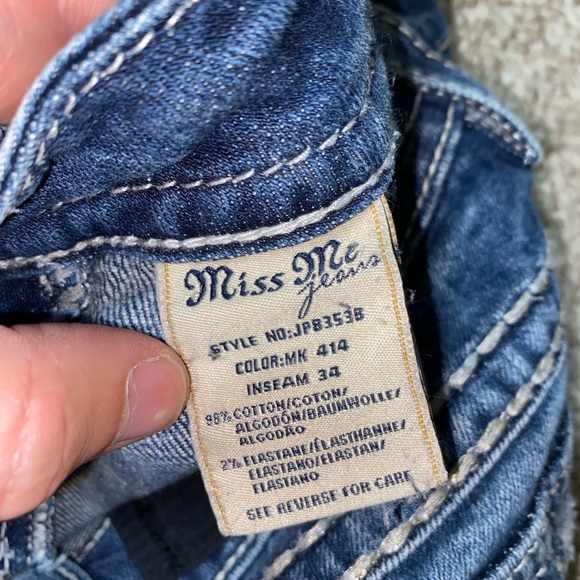 Miss Me
jeans
STYLE NO:JP8353B
COLOR:MK 414
INSEAM 34
98% COTTON/COTON/
ALGODÓN/BAUMWOLLE/
ALGODÃO
2% ELASTANE/ÉLASTHANNE/
ELASTANO/ELASTAN/
ELASTANO
SEE REVERSE FOR CARE